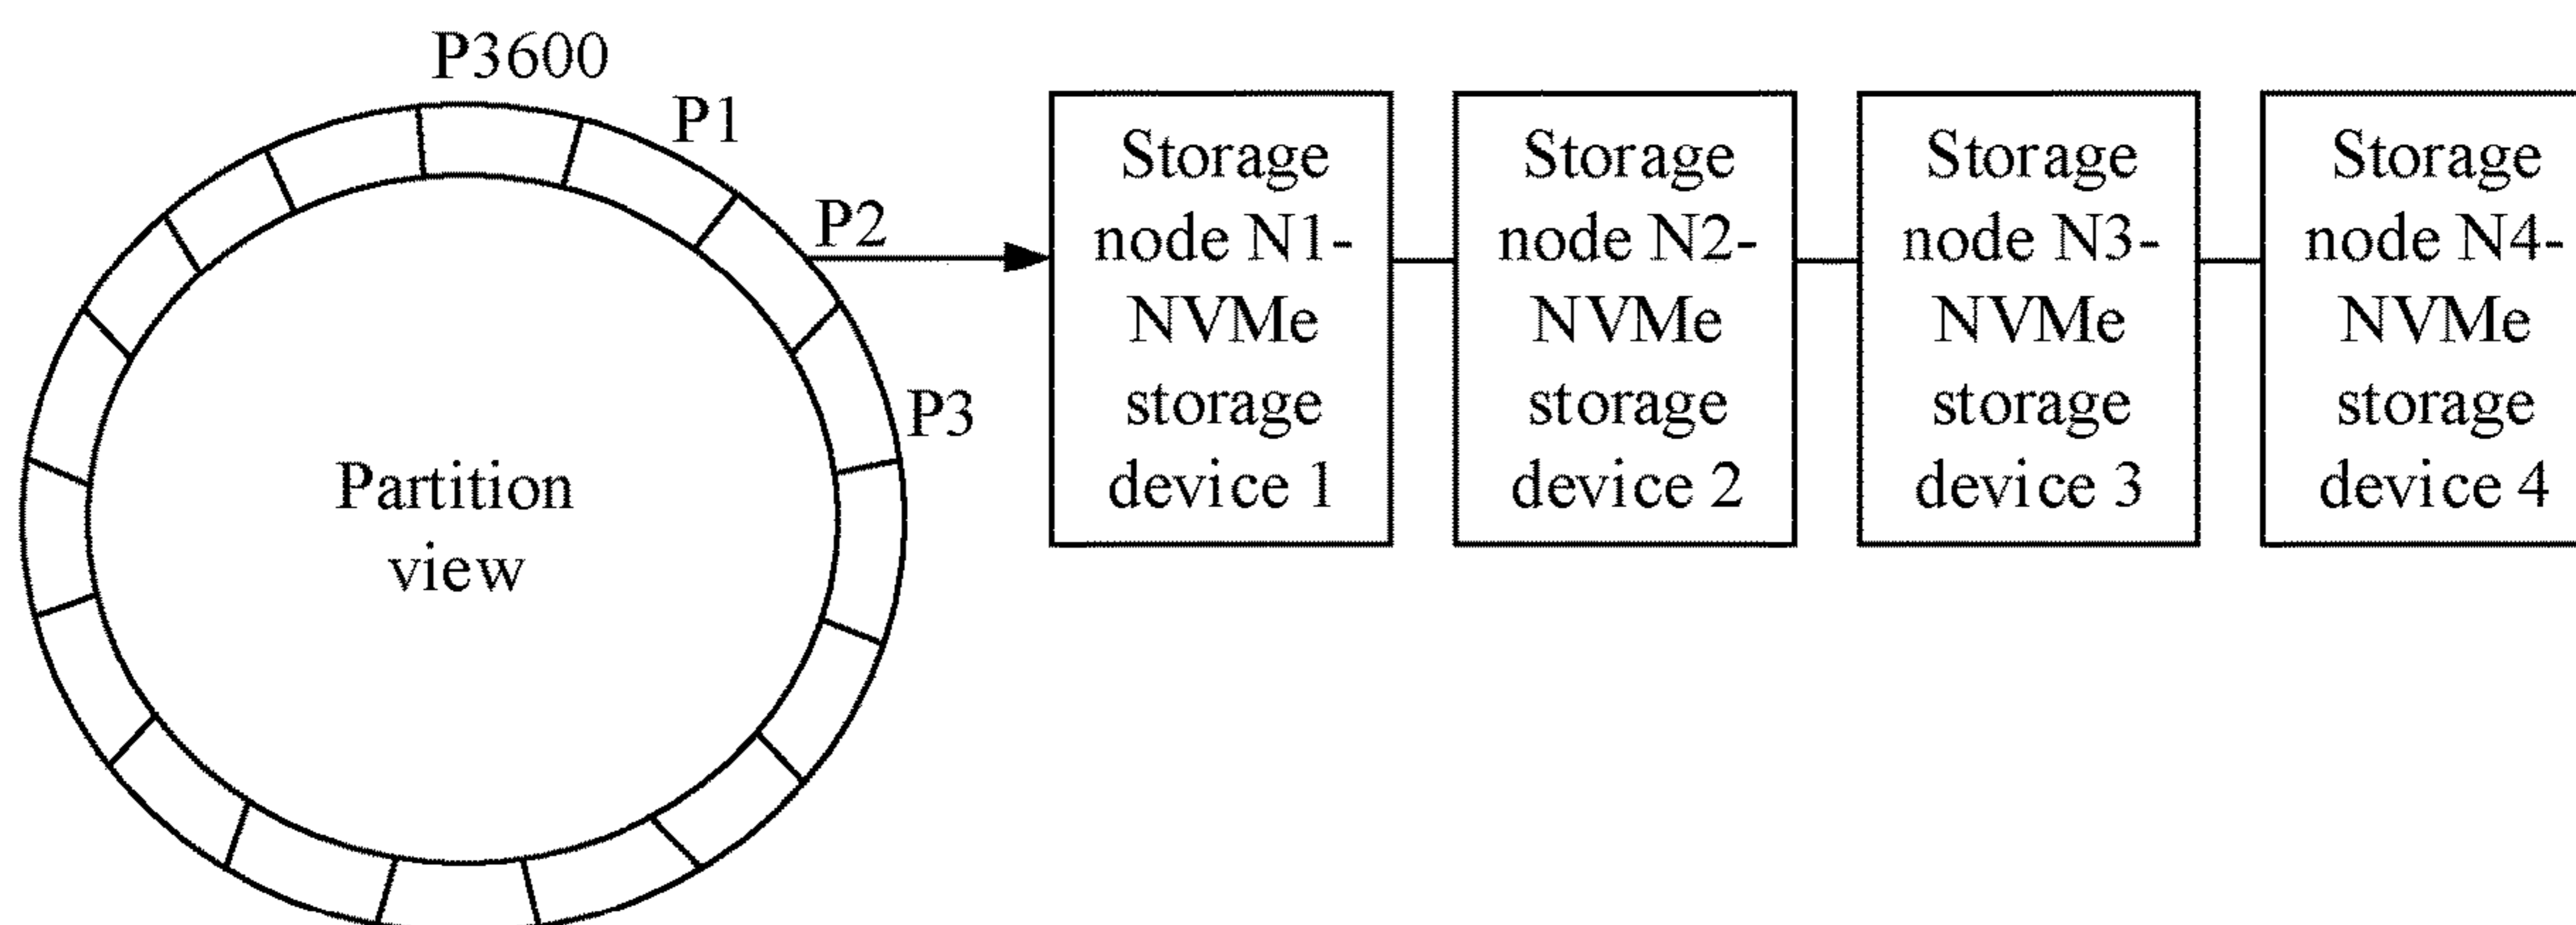 P3600
P1
P2
P3
Partition
view
Storage
node N1-
NVMe
storage
device 1
Storage
node N2-
NVMe
storage
device 2
Storage
node N3-
NVMe
storage
device 3
Storage
node N4-
NVMe
storage
device 4